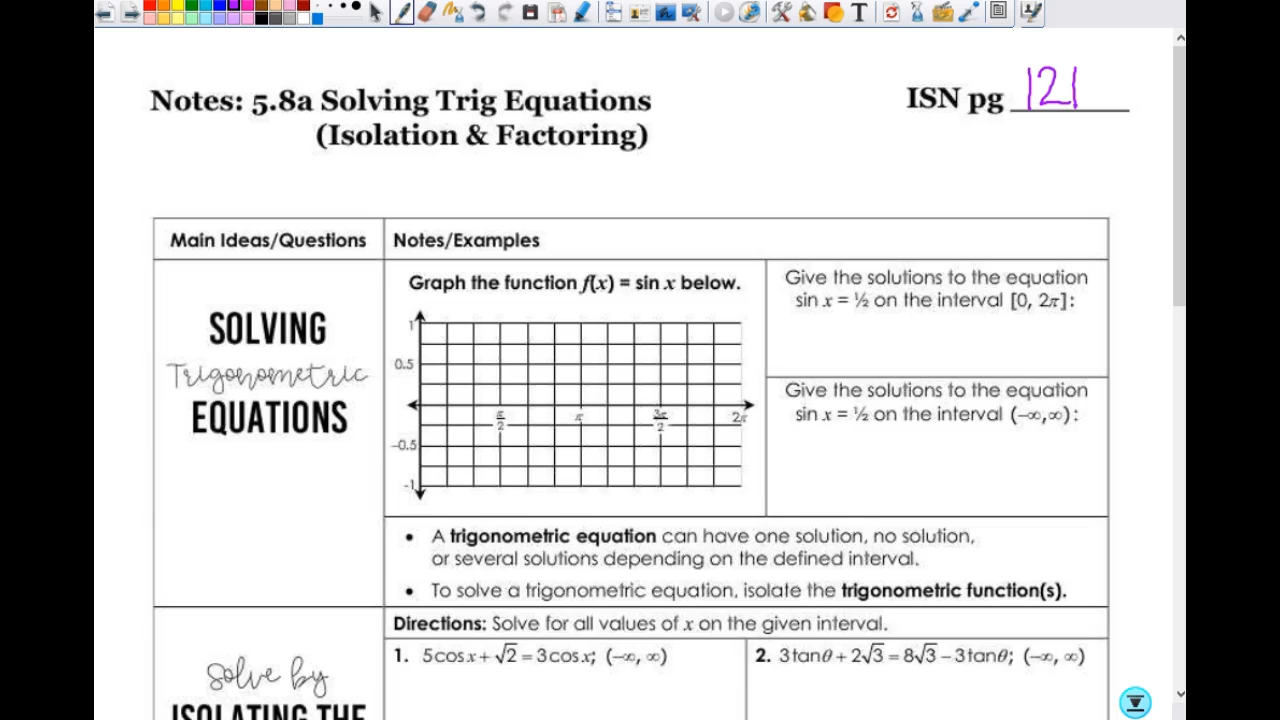 Notes: 5.8a Solving Trig Equations
(Isolation & Factoring)
ISN pg 121
Main Ideas/Questions
Notes/Examples
SOLVING
Trigonometric
EQUATIONS
Graph the function f(x) = sin x below.
1
0.5
π/2
π
3π/2
2π
-0.5
-1
Give the solutions to the equation
sin x = ½ on the interval [0, 2π]:
Give the solutions to the equation
sin x = ½ on the interval (−∞,∞):
• A trigonometric equation can have one solution, no solution,
or several solutions depending on the defined interval.
• To solve a trigonometric equation, isolate the trigonometric function(s).
Solve by
ISOLATING THE
Directions: Solve for all values of x on the given interval.
1. 5cosx+√2=3cosx; (−∞, ∞)
2. 3tanθ+2√3=8√3−3tanθ; (−∞, ∞)